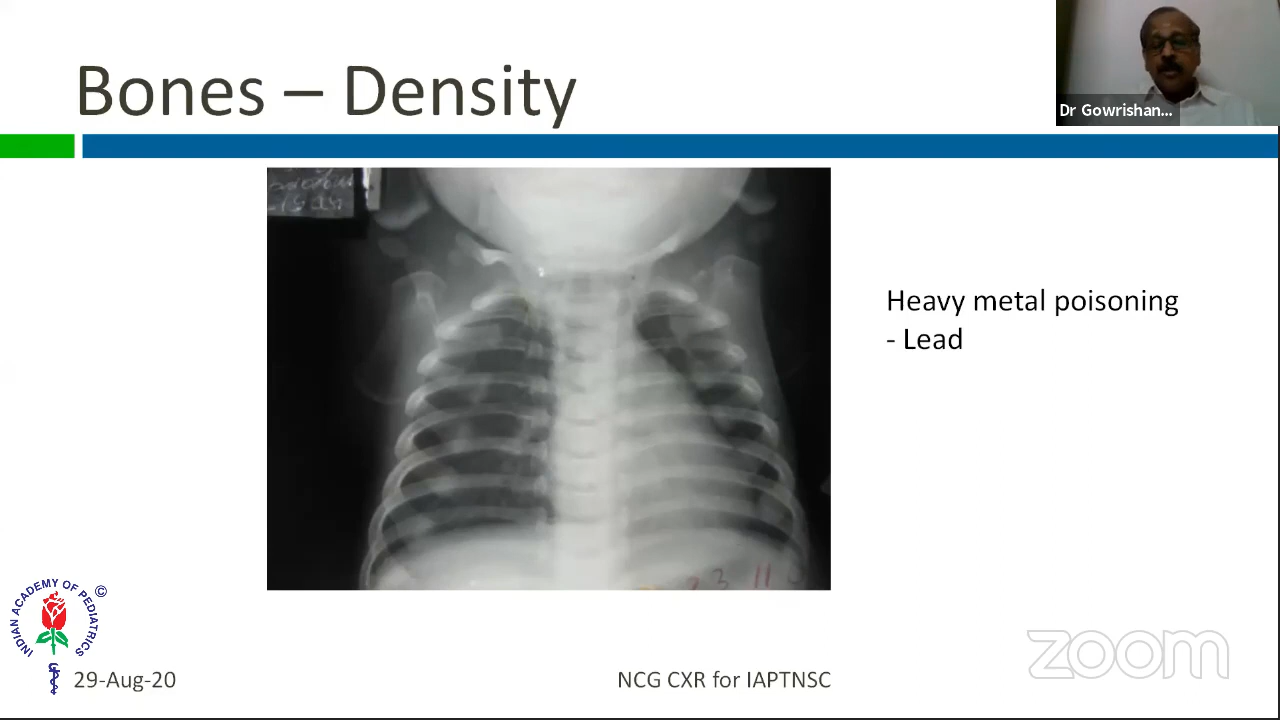 Bones – Density
Dr Gowrishan...
Heavy metal poisoning
- Lead
INDIAN ACADEMY OF PEDIATRICS ©
29-Aug-20
NCG CXR for IAPTNSC
zoom